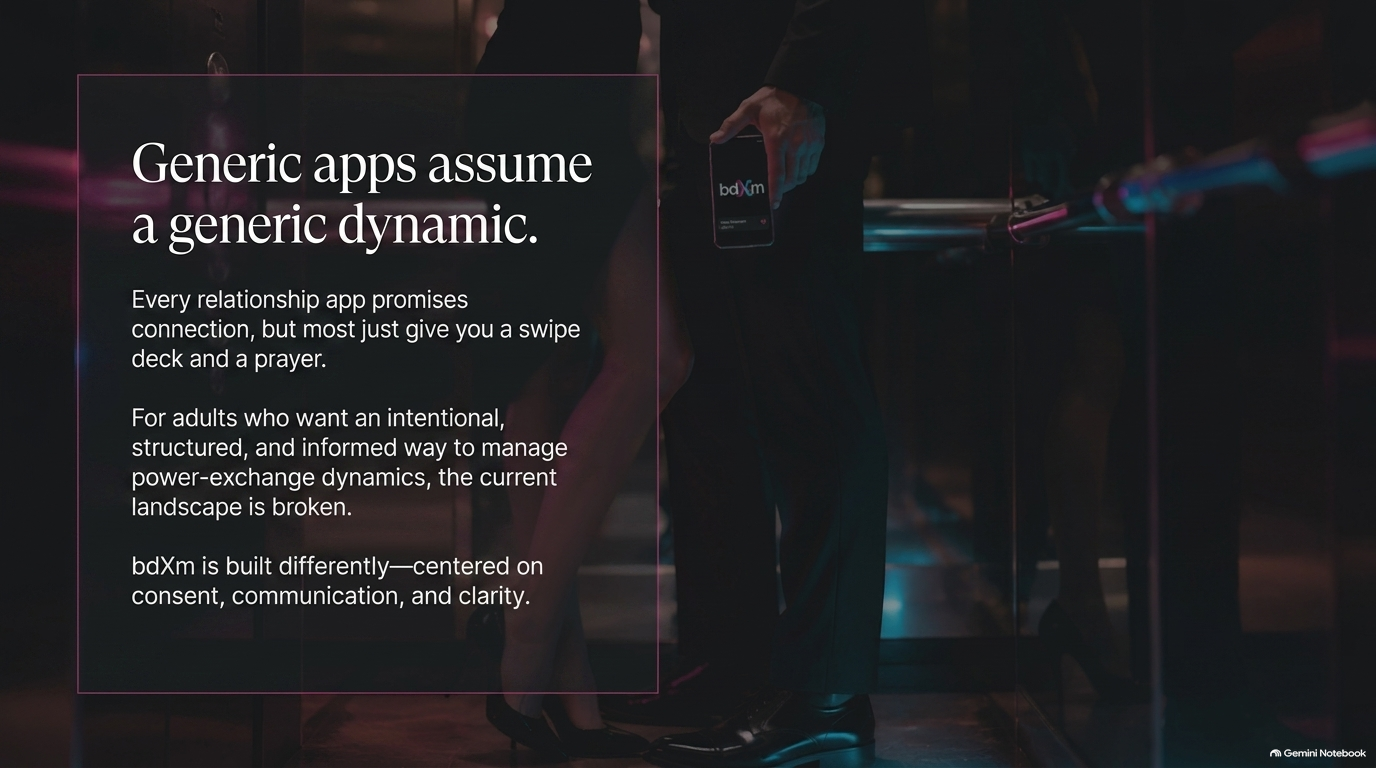 Generic apps assume
a generic dynamic.
Every relationship app promises
connection, but most just give you a swipe
deck and a prayer.
For adults who want an intentional,
structured, and informed way to manage
power-exchange dynamics, the current
landscape is broken.
bdXm is built differently—centered on
consent, communication, and clarity.
bdXm
Gemini Notebook